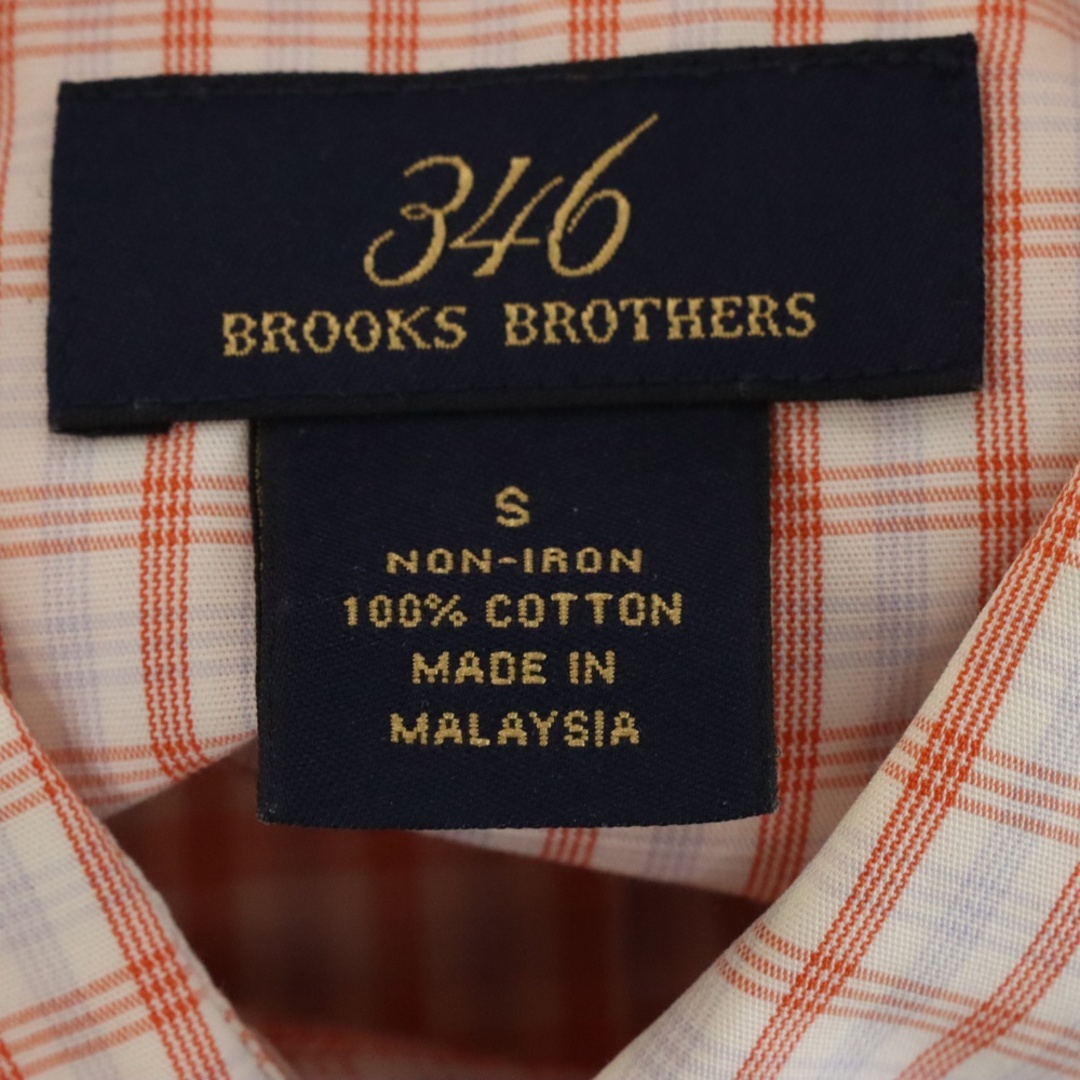 346
BROOKS BROTHERS
S
NON-IRON
100% COTTON
MADE IN
MALAYSIA